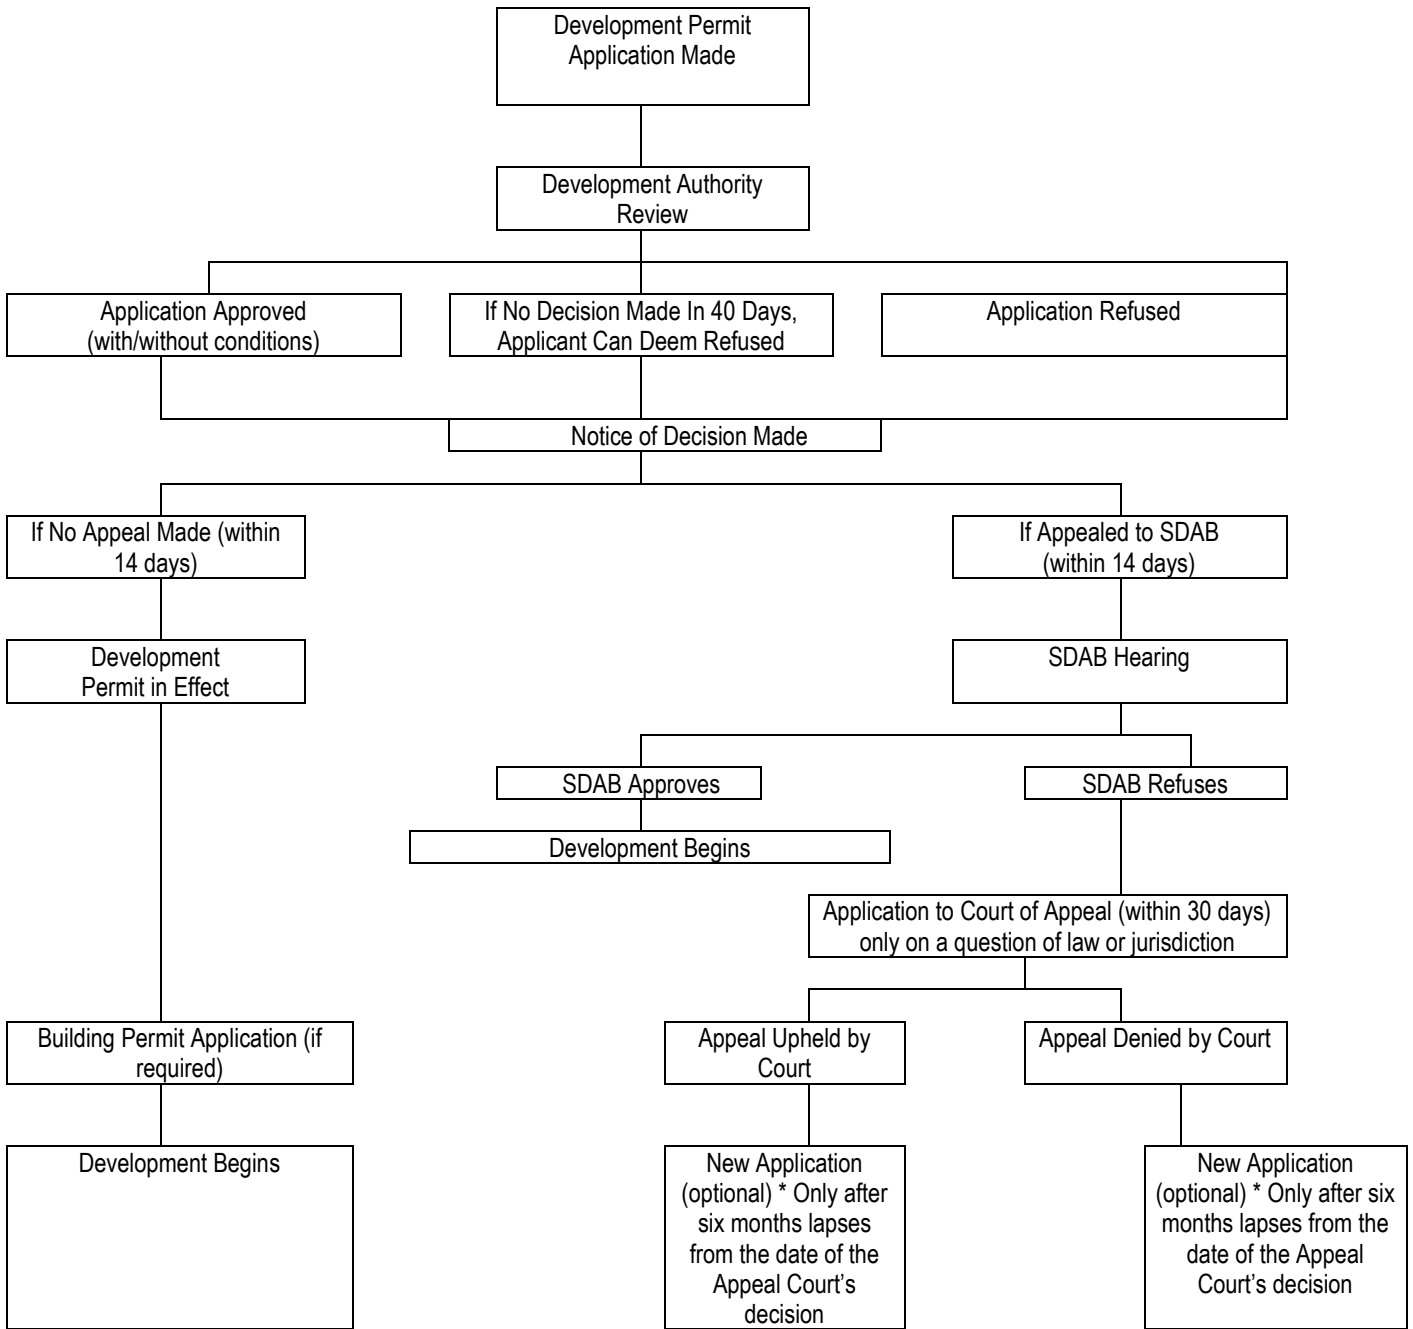 Development Permit
Application Made
Development Authority
Review
Application Approved
(with/without conditions)
If No Decision Made In 40 Days,
Applicant Can Deem Refused
Application Refused
Notice of Decision Made
If No Appeal Made (within
14 days)
If Appealed to SDAB
(within 14 days)
Development
Permit in Effect
SDAB Hearing
SDAB Approves
SDAB Refuses
Development Begins
Application to Court of Appeal (within 30 days)
only on a question of law or jurisdiction
Building Permit Application (if
required)
Appeal Upheld by
Court
Appeal Denied by Court
Development Begins
New Application
(optional) * Only after
six months lapses
from the date of the
Appeal Court’s
decision
New Application
(optional) * Only after six
months lapses from the
date of the Appeal
Court’s decision